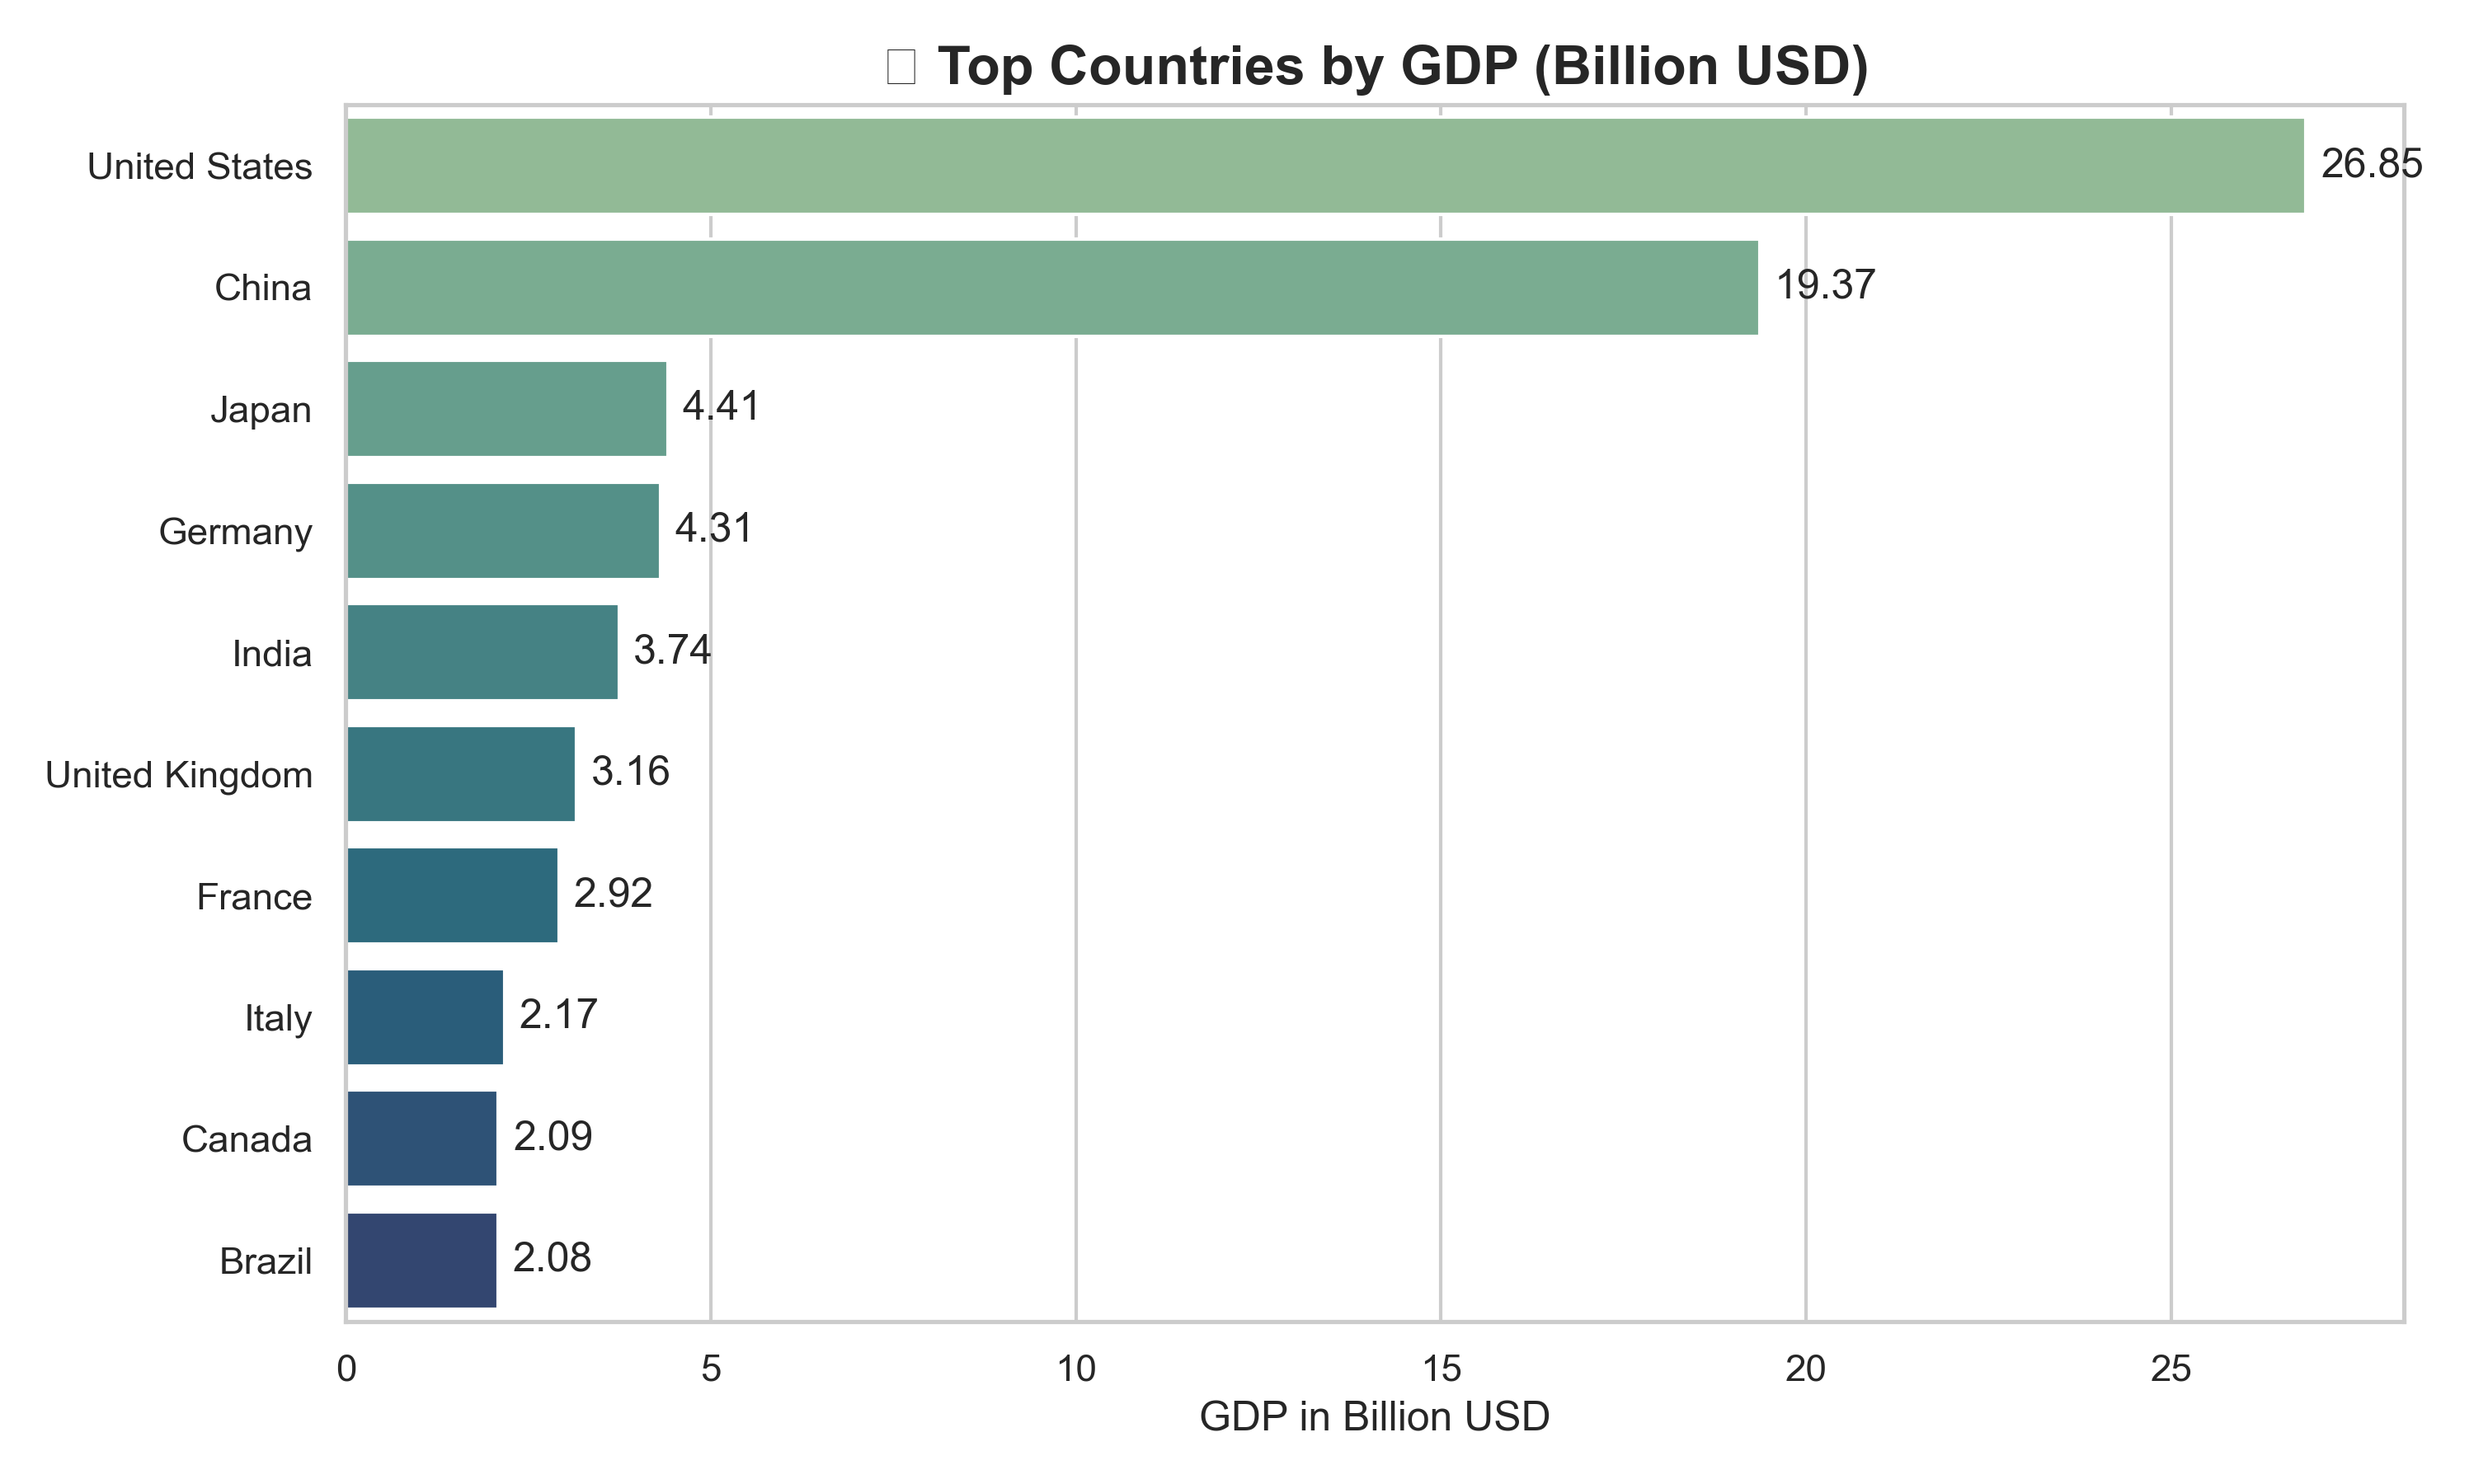 Top Countries by GDP (Billion USD)
United States 26.85
China 19.37
Japan 4.41
Germany 4.31
India 3.74
United Kingdom 3.16
France 2.92
Italy 2.17
Canada 2.09
Brazil 2.08
0 5 10 15 20 25
GDP in Billion USD